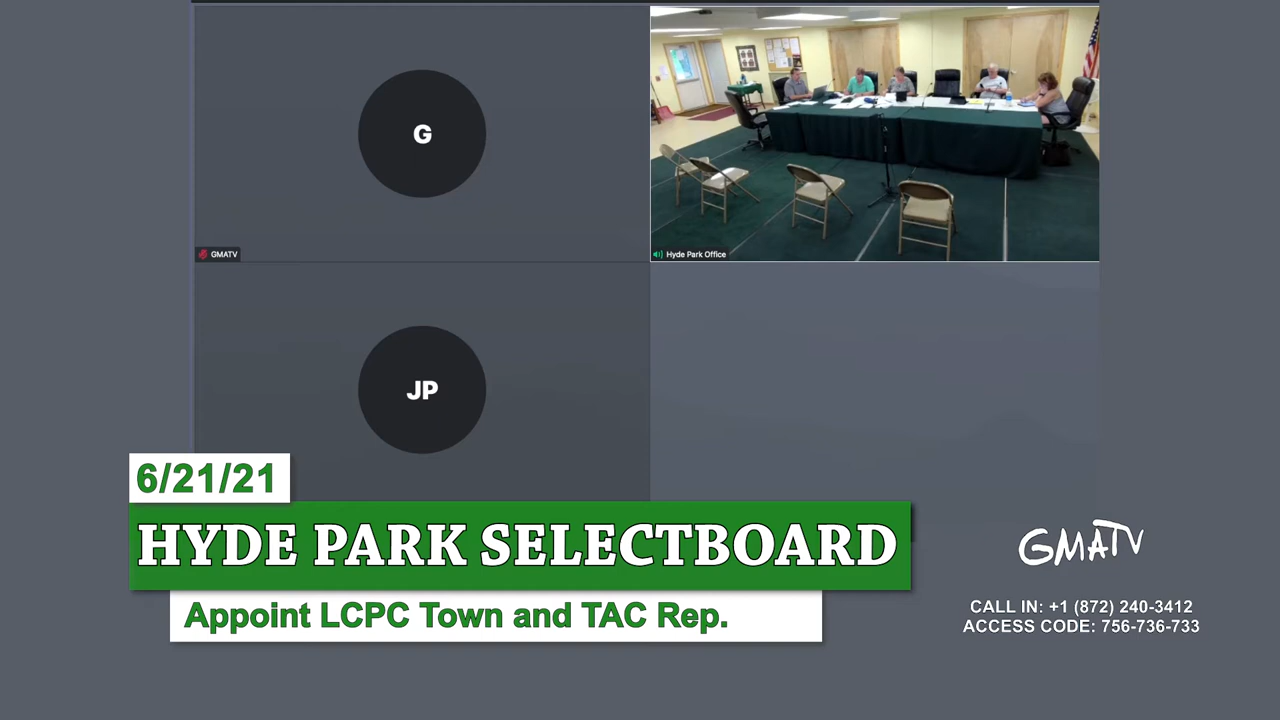 G
GMATV
Hyde Park Office
JP
6/21/21
HYDE PARK SELECTBOARD
Appoint LCPC Town and TAC Rep.
GMATV
CALL IN: +1 (872) 240-3412
ACCESS CODE: 756-736-733